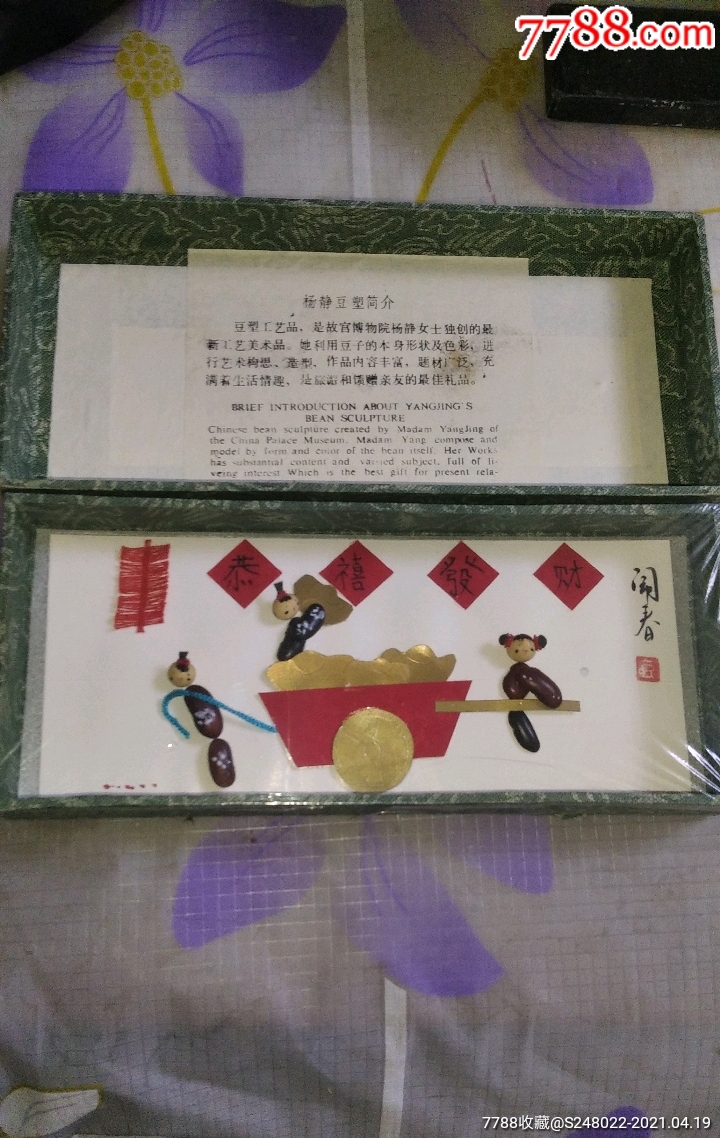 7788.com
杨静豆塑简介
豆塑工艺品，是故宫博物院杨静女士独创的最
新工艺美术品。她利用豆子的本身形状及色彩，进
行艺术构思、造型，作品内容丰富，题材广泛、充
满着生活情趣，是旅游和馈赠亲友的最佳礼品。
BRIEF INTRODUCTION ABOUT YANGJING'S
BEAN SCULPTURE
Chinese bean sculpture created by Madam YangJing of
the China Palace Museum. Madam Yang compose and
model by form and color of the bean itself. Her Works
has substantial content and varied subject, full of li-
veing interest Which is the best gift for present rela-
恭禧發财
闹春
7788收藏@S248022-2021.04.19